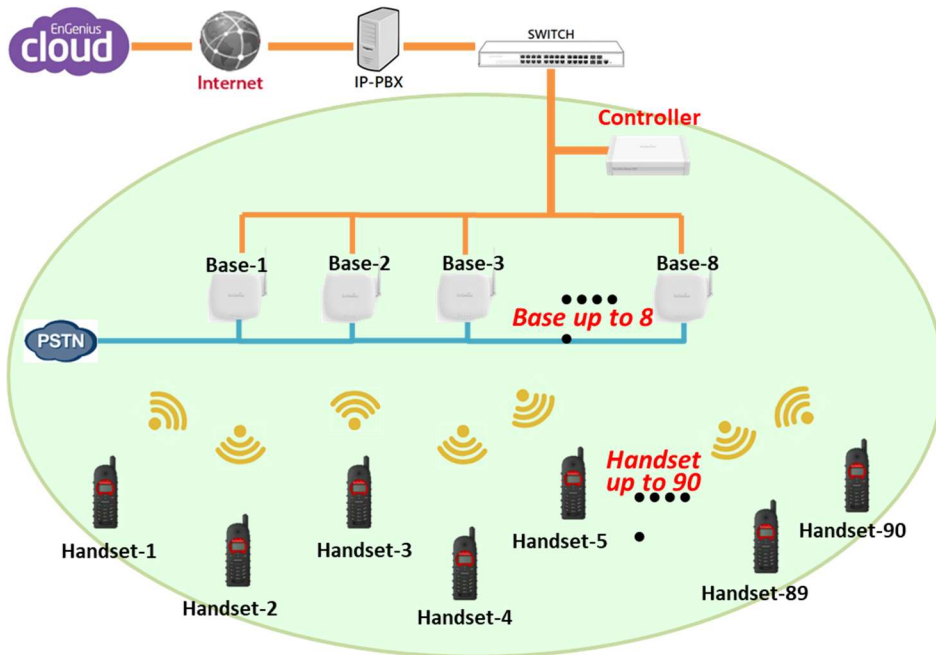 EnGenius
cloud
Internet
IP-PBX
SWITCH
Controller
Base-1
Base-2
Base-3
Base-8
Base up to 8
PSTN
Handset
up to 90
Handset-1
Handset-2
Handset-3
Handset-4
Handset-5
Handset-89
Handset-90